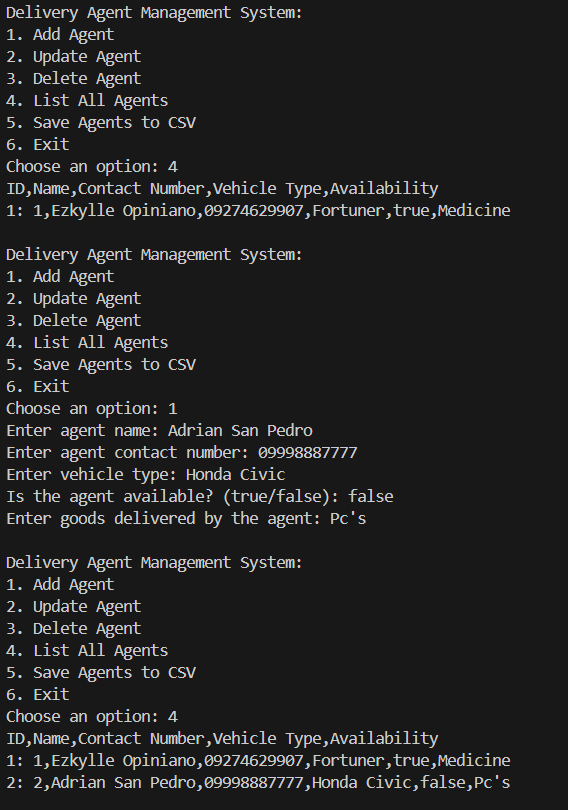 Delivery Agent Management System:
1. Add Agent
2. Update Agent
3. Delete Agent
4. List All Agents
5. Save Agents to CSV
6. Exit
Choose an option: 4
ID,Name,Contact Number,Vehicle Type,Availability
1: 1,Ezkylle Opiniano,09274629907,Fortuner,true,Medicine
Delivery Agent Management System:
1. Add Agent
2. Update Agent
3. Delete Agent
4. List All Agents
5. Save Agents to CSV
6. Exit
Choose an option: 1
Enter agent name: Adrian San Pedro
Enter agent contact number: 09998887777
Enter vehicle type: Honda Civic
Is the agent available? (true/false): false
Enter goods delivered by the agent: Pc's
Delivery Agent Management System:
1. Add Agent
2. Update Agent
3. Delete Agent
4. List All Agents
5. Save Agents to CSV
6. Exit
Choose an option: 4
ID,Name,Contact Number,Vehicle Type,Availability
1: 1,Ezkylle Opiniano,09274629907,Fortuner,true,Medicine
2: 2,Adrian San Pedro,09998887777,Honda Civic,false,Pc's